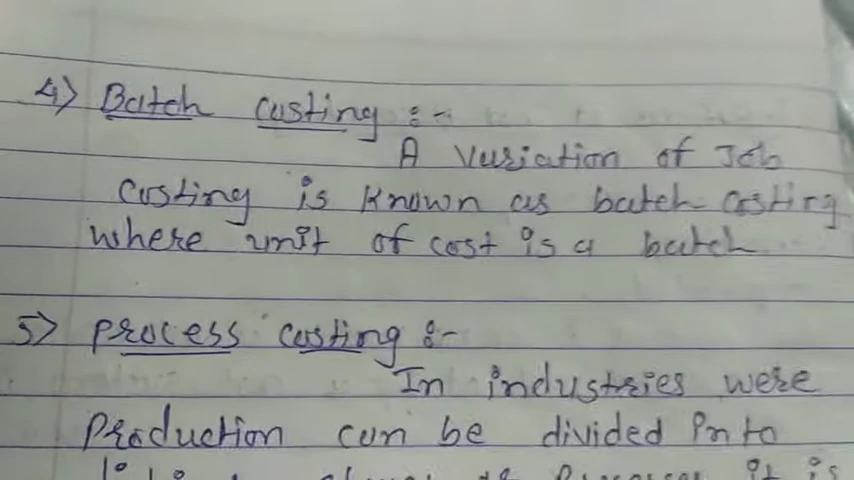 4) Batch costing :-
A variation of Job
costing is known as batch costing
where unit of cost is a batch
5) process costing :-
In industries were
Production can be divided into